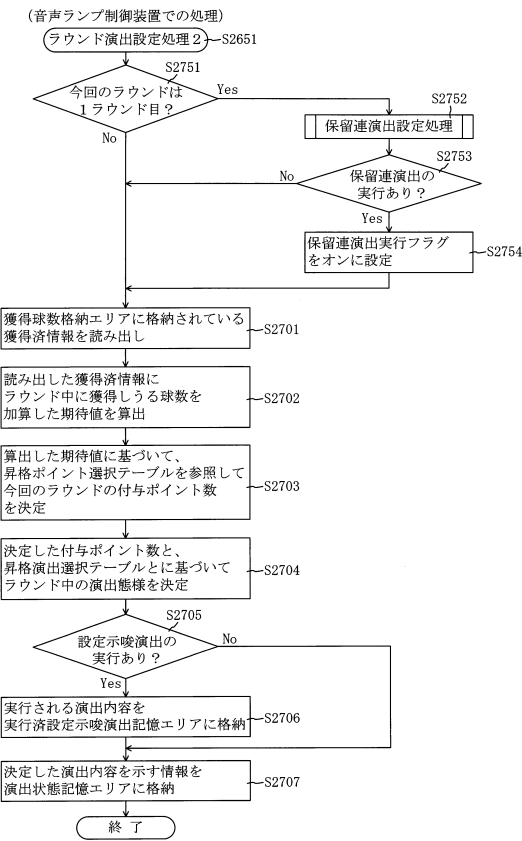 (音声ランプ制御装置での処理)
ラウンド演出設定処理2
S2651
S2751
今回のラウンドは
1ラウンド目?
Yes
No
S2752
保留連演出設定処理
S2753
保留連演出の
実行あり?
No
Yes
保留連演出実行フラグ
をオンに設定
S2754
獲得球数格納エリアに格納されている
獲得済情報を読み出し
S2701
読み出した獲得済情報に
ラウンド中に獲得しうる球数を
加算した期待値を算出
S2702
算出した期待値に基づいて、
昇格ポイント選択テーブルを参照して
今回のラウンドの付与ポイント数
を決定
S2703
決定した付与ポイント数と、
昇格演出選択テーブルとに基づいて
ラウンド中の演出態様を決定
S2704
S2705
設定示唆演出の
実行あり?
No
Yes
実行される演出内容を
実行済設定示唆演出記憶エリアに格納
S2706
決定した演出内容を示す情報を
演出状態記憶エリアに格納
S2707
終了